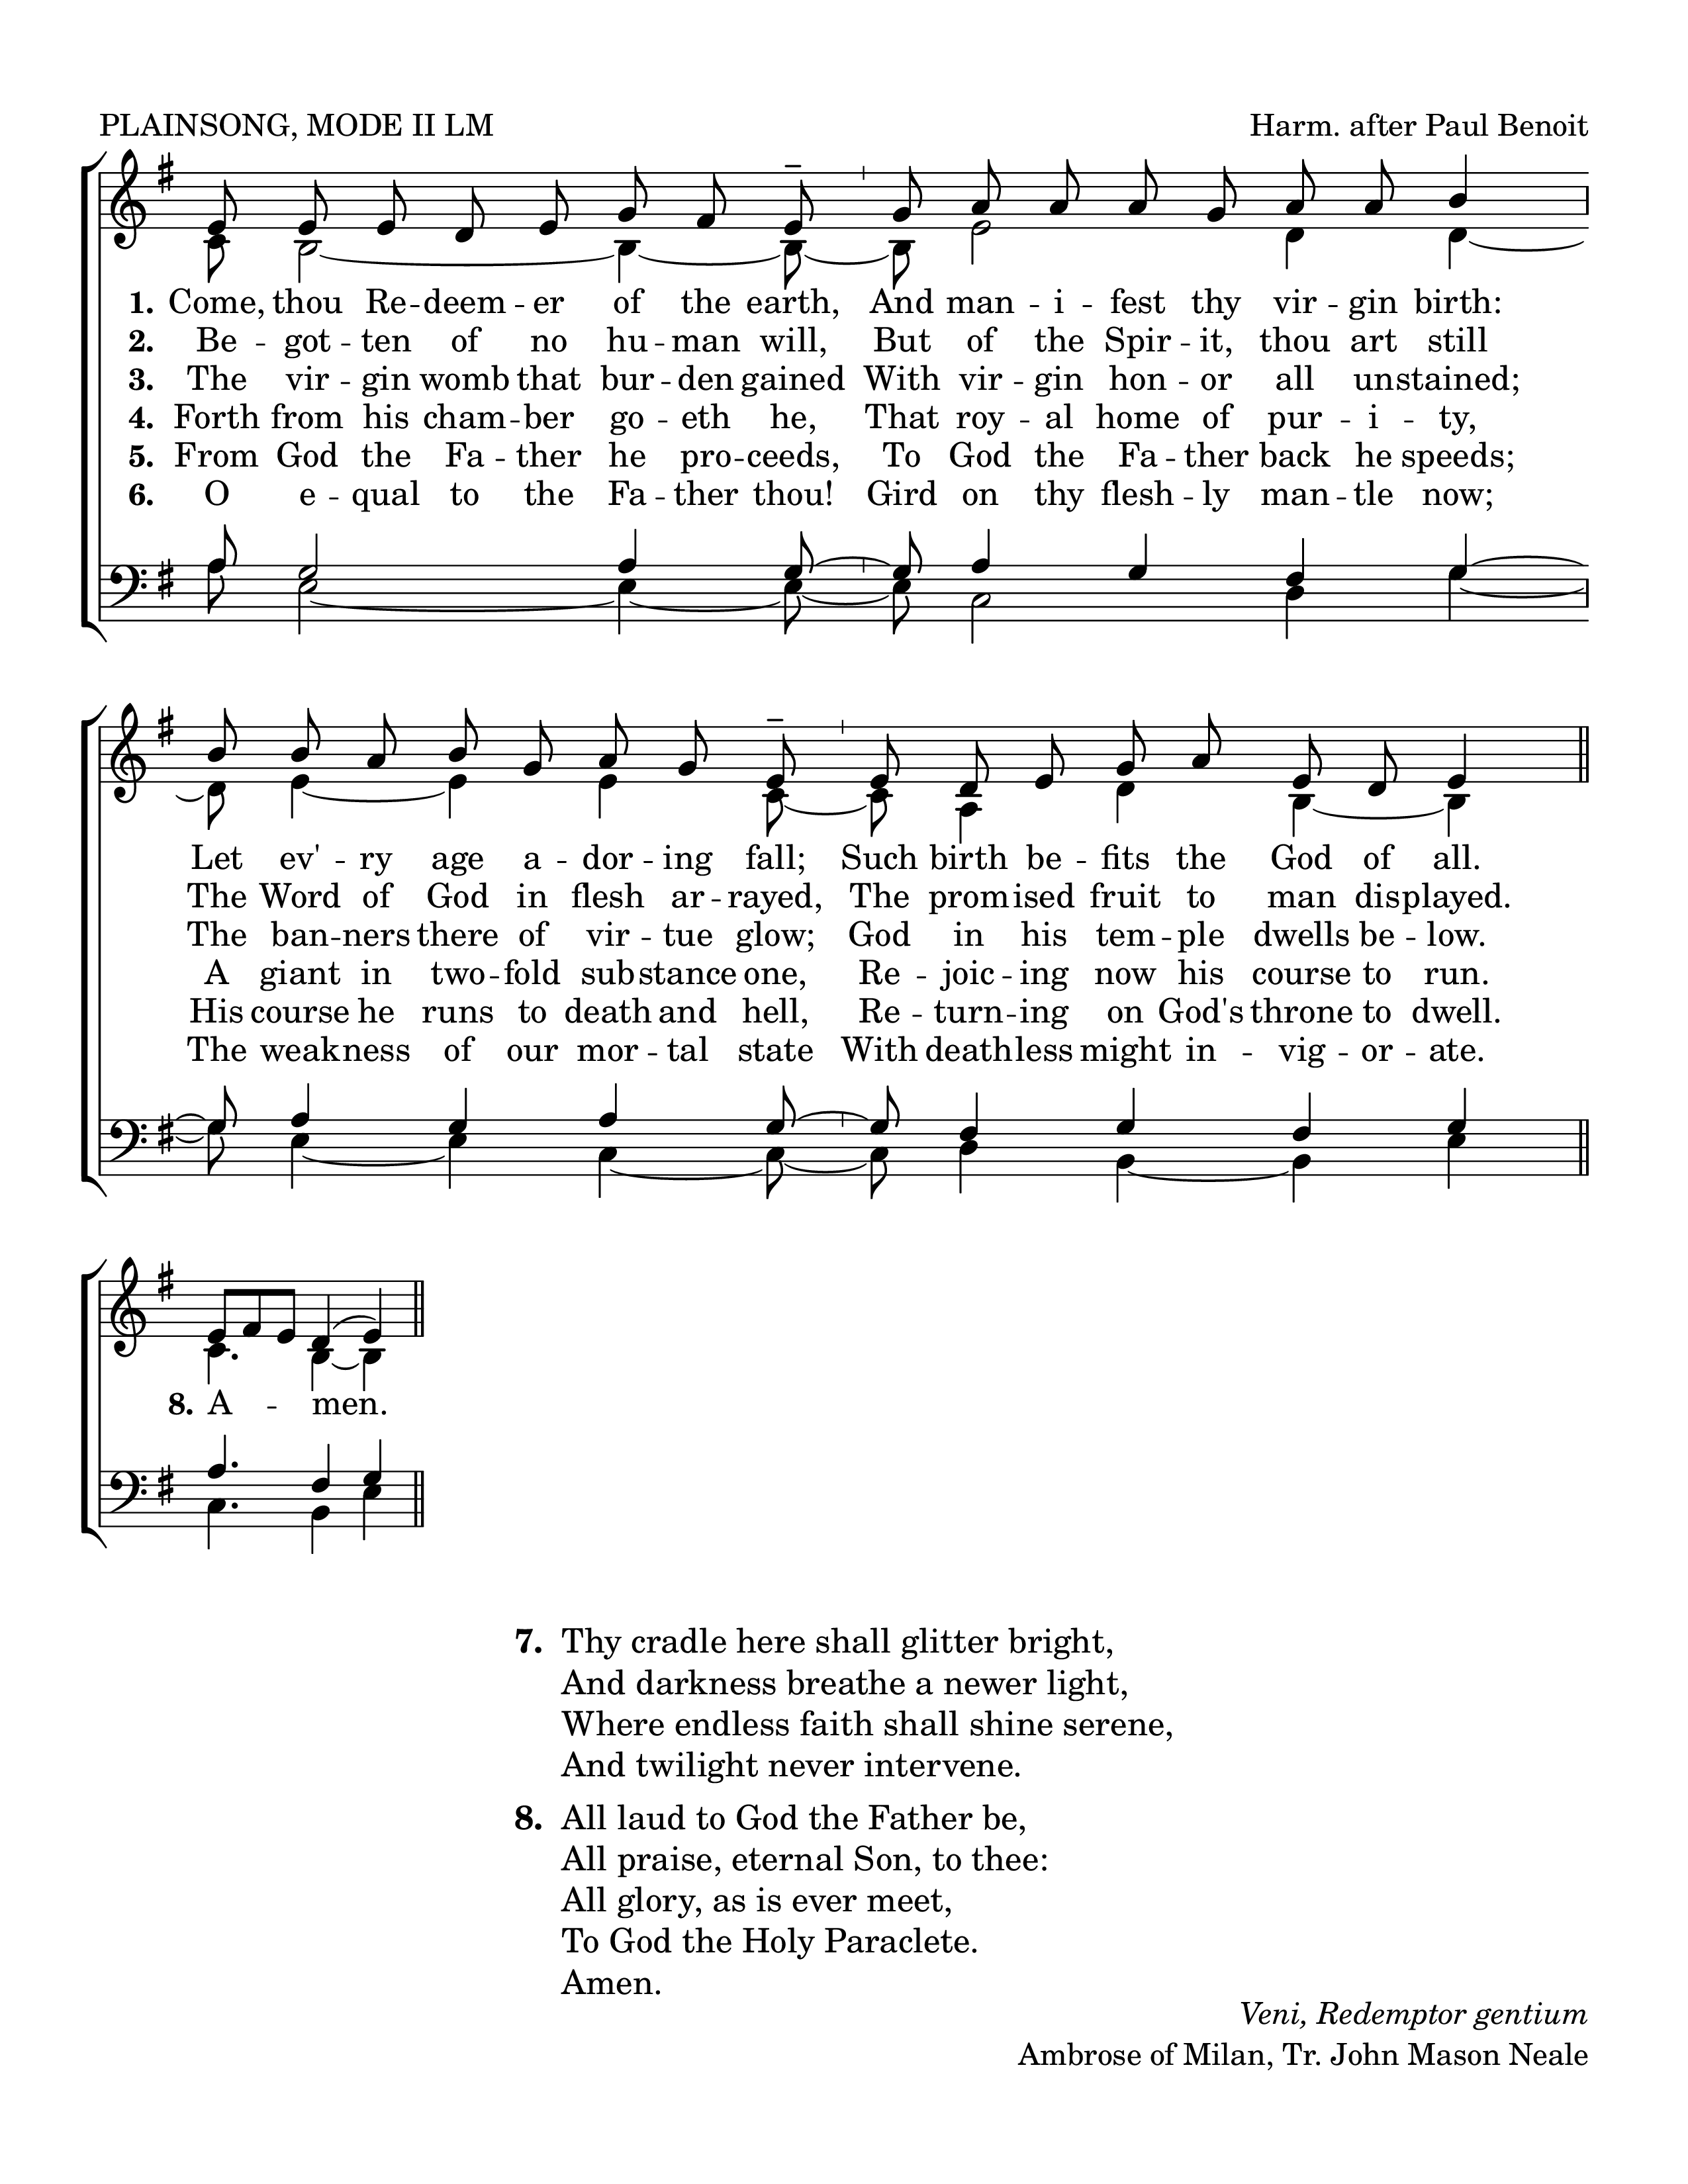 PLAINSONG, MODE II LM
Harm. after Paul Benoit
1. Come, thou Re -- deem -- er of the earth, And man -- i -- fest thy vir -- gin birth:
2. Be -- got -- ten of no hu -- man will, But of the Spir -- it, thou art still
3. The vir -- gin womb that bur -- den gained With vir -- gin hon -- or all unstained;
4. Forth from his cham -- ber go -- eth he, That roy -- al home of pur -- i -- ty,
5. From God the Fa -- ther he pro -- ceeds, To God the Fa -- ther back he speeds;
6. O e -- qual to the Fa -- ther thou! Gird on thy flesh -- ly man -- tle now;
Let ev' -- ry age a -- dor -- ing fall; Such birth be -- fits the God of all.
The Word of God in flesh ar -- rayed, The promised fruit to man displayed.
The ban -- ners there of vir -- tue glow; God in his tem -- ple dwells be -- low.
A giant in two -- fold substance one, Re -- joic -- ing now his course to run.
His course he runs to death and hell, Re -- turn -- ing on God's throne to dwell.
The weakness of our mor -- tal state With deathless might in -- vig -- or -- ate.
8. A -- men.
7. Thy cradle here shall glitter bright,
And darkness breathe a newer light,
Where endless faith shall shine serene,
And twilight never intervene.
8. All laud to God the Father be,
All praise, eternal Son, to thee:
All glory, as is ever meet,
To God the Holy Paraclete.
Amen.
Veni, Redemptor gentium
Ambrose of Milan, Tr. John Mason Neale